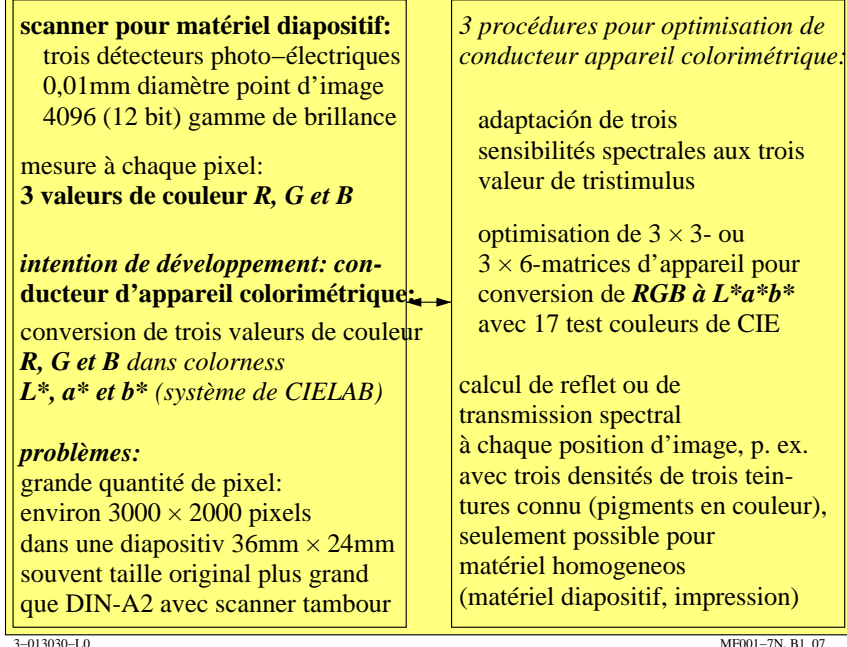 scanner pour matériel diapositif:
trois détecteurs photo−électriques
0,01mm diamètre point d'image
4096 (12 bit) gamme de brillance
mesure à chaque pixel:
3 valeurs de couleur R, G et B
intention de développement: con-
ducteur d'appareil colorimétrique:
conversion de trois valeurs de couleur
R, G et B dans colorness
L*, a* et b* (système de CIELAB)
problèmes:
grande quantité de pixel:
environ 3000 × 2000 pixels
dans une diapositiv 36mm × 24mm
souvent taille original plus grand
que DIN-A2 avec scanner tambour
3 procédures pour optimisation de
conducteur appareil colorimétrique:
adaptación de trois
sensibilités spectrales aux trois
valeur de tristimulus
optimisation de 3 × 3- ou
3 × 6-matrices d'appareil pour
conversion de RGB à L*a*b*
avec 17 test couleurs de CIE
calcul de reflet ou de
transmission spectral
à chaque position d'image, p. ex.
avec trois densités de trois tein-
tures connu (pigments en couleur),
seulement possible pour
matériel homogeneos
(matériel diapositif, impression)
3−013030−L0
MF001−7N, B1_07